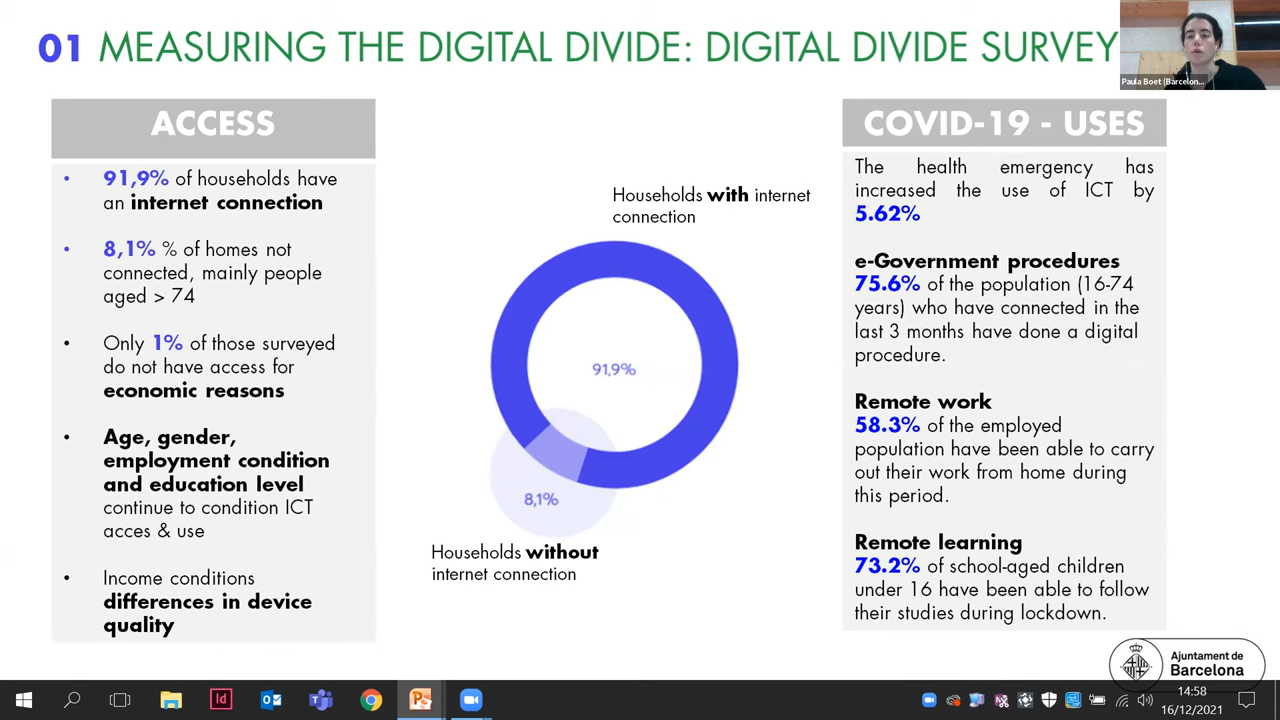 01 MEASURING THE DIGITAL DIVIDE: DIGITAL DIVIDE SURVEY
Paula Boet (Barcelon...
ACCESS
• 91,9% of households have
an internet connection
• 8,1% % of homes not
connected, mainly people
aged > 74
• Only 1% of those surveyed
do not have access for
economic reasons
• Age, gender,
employment condition
and education level
continue to condition ICT
acces & use
• Income conditions
differences in device
quality
Households with internet
connection
91,9%
8,1%
Households without
internet connection
COVID-19 - USES
The health emergency has
increased the use of ICT by
5.62%
e-Government procedures
75.6% of the population (16-74
years) who have connected in the
last 3 months have done a digital
procedure.
Remote work
58.3% of the employed
population have been able to carry
out their work from home during
this period.
Remote learning
73.2% of school-aged children
under 16 have been able to follow
their studies during lockdown.
Ajuntament de
Barcelona
14:58
16/12/2021